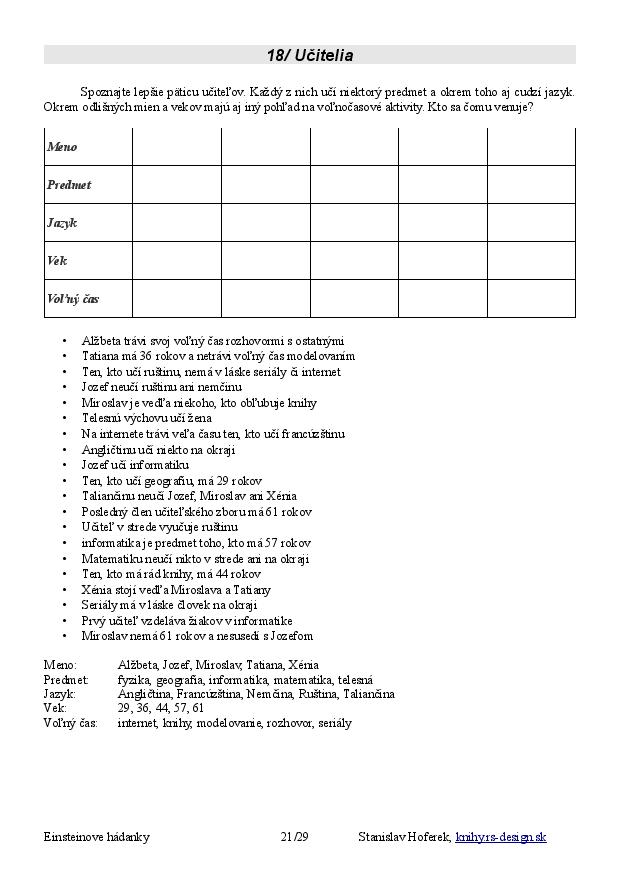 18/ Učitelia
Spoznajte lepšie päticu učiteľov. Každý z nich učí niektorý predmet a okrem toho aj cudzí jazyk.
Okrem odlišných mien a vekov majú aj iný pohľad na voľnočasové aktivity. Kto sa čomu venuje?
Meno
Predmet
Jazyk
Vek
Voľný čas
• Alžbeta trávi svoj voľný čas rozhovormi s ostatnými
• Tatiana má 36 rokov a netrávi voľný čas modelovaním
• Ten, kto učí ruštinu, nemá v láske seriály či internet
• Jozef neučí ruštinu ani nemčinu
• Miroslav je vedľa niekoho, kto obľubuje knihy
• Telesnú výchovu učí žena
• Na internete trávi veľa času ten, kto učí francúzštinu
• Angličtinu učí niekto na okraji
• Jozef učí informatiku
• Ten, kto učí geografiu, má 29 rokov
• Taliančinu neučí Jozef, Miroslav ani Xénia
• Posledný člen učiteľského zboru má 61 rokov
• Učiteľ v strede vyučuje ruštinu
• informatika je predmet toho, kto má 57 rokov
• Matematiku neučí nikto v strede ani na okraji
• Ten, kto má rád knihy, má 44 rokov
• Xénia stojí vedľa Miroslava a Tatiany
• Seriály má v láske človek na okraji
• Prvý učiteľ vzdeláva žiakov v informatike
• Miroslav nemá 61 rokov a nesusedí s Jozefom
Meno: Alžbeta, Jozef, Miroslav, Tatiana, Xénia
Predmet: fyzika, geografia, informatika, matematika, telesná
Jazyk: Angličtina, Francúzština, Nemčina, Ruština, Taliančina
Vek: 29, 36, 44, 57, 61
Voľný čas: internet, knihy, modelovanie, rozhovor, seriály
Einsteinove hádanky 21/29 Stanislav Hoferek, knihy.rs-design.sk